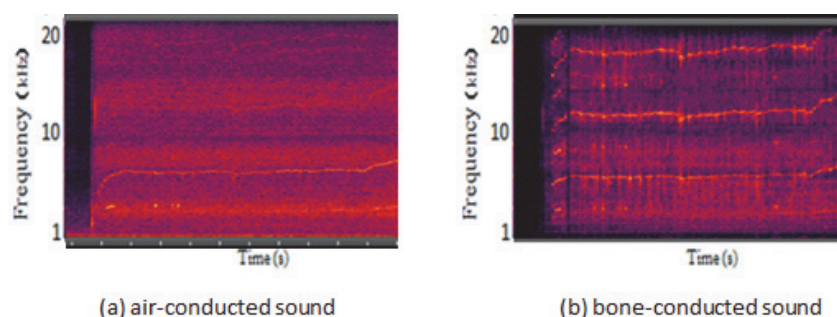 20
10
1
Frequency (kHz)
Time(s)
(a) air-conducted sound
20
10
1
Frequency (kHz)
Time(s)
(b) bone-conducted sound